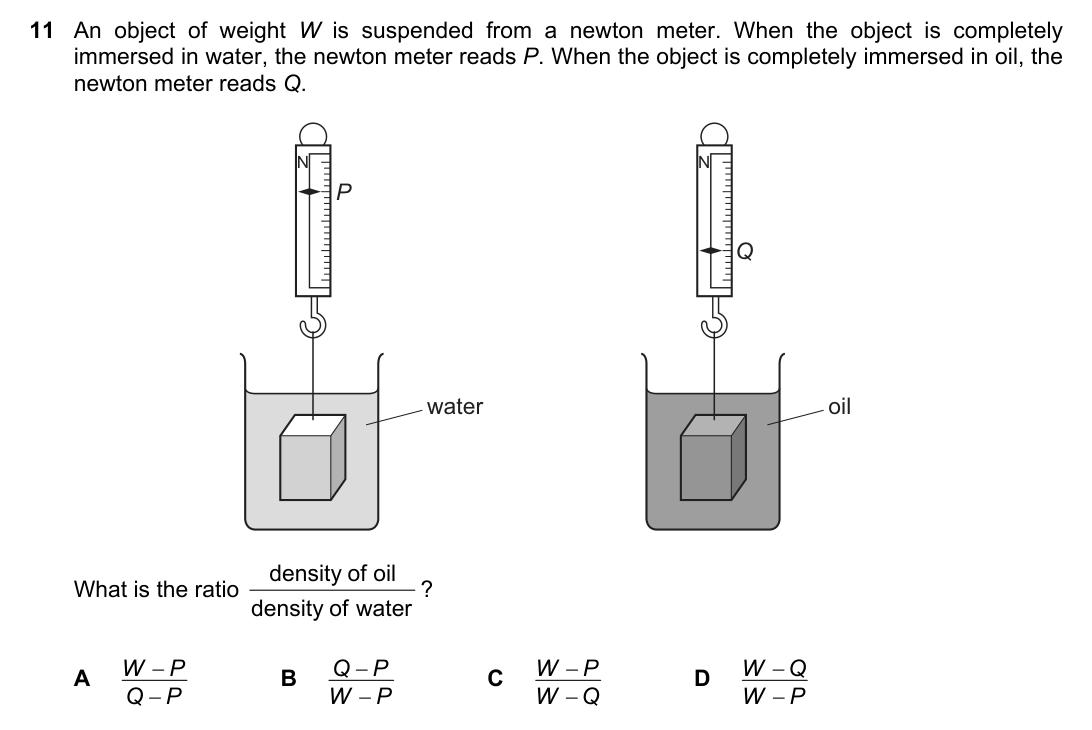 11 An object of weight W is suspended from a newton meter. When the object is completely
immersed in water, the newton meter reads P. When the object is completely immersed in oil, the
newton meter reads Q.
N
P
N
Q
water
oil
What is the ratio density of oil / density of water ?
A W – P / Q – P B Q – P / W – P C W – P / W – Q D W – Q / W – P